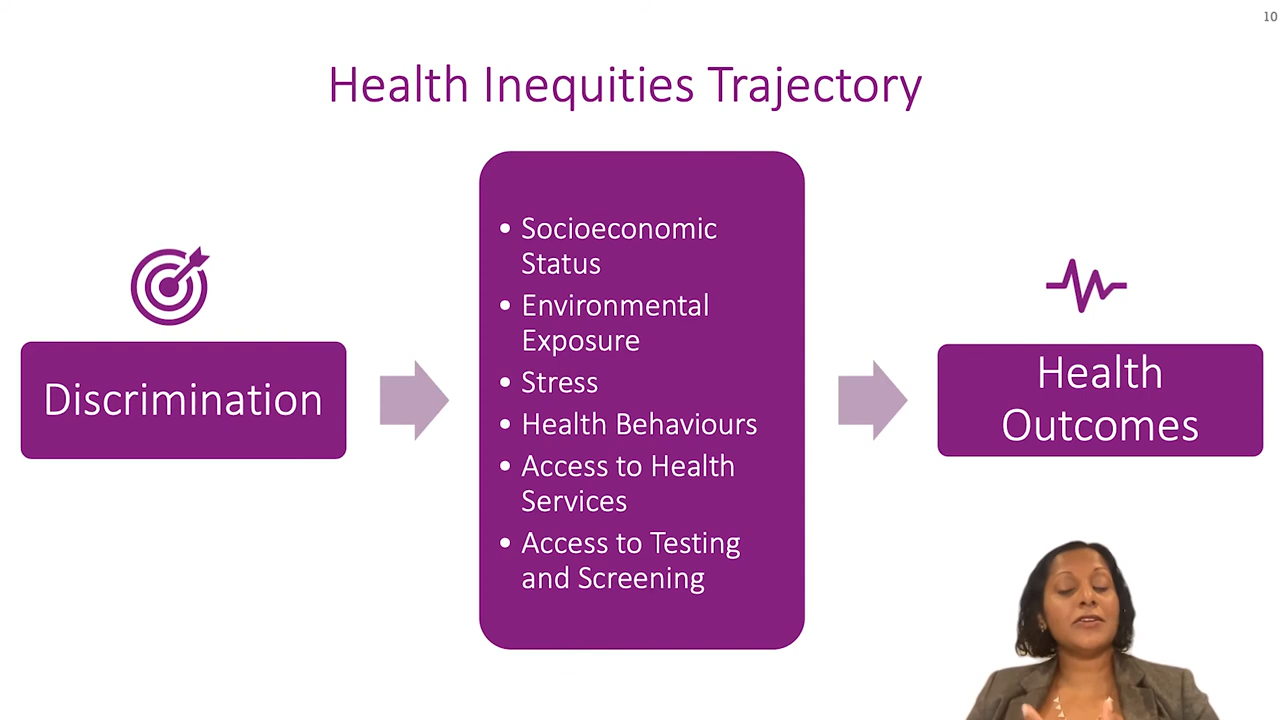 10
Health Inequities Trajectory
Discrimination
• Socioeconomic
Status
• Environmental
Exposure
• Stress
• Health Behaviours
• Access to Health
Services
• Access to Testing
and Screening
Health
Outcomes